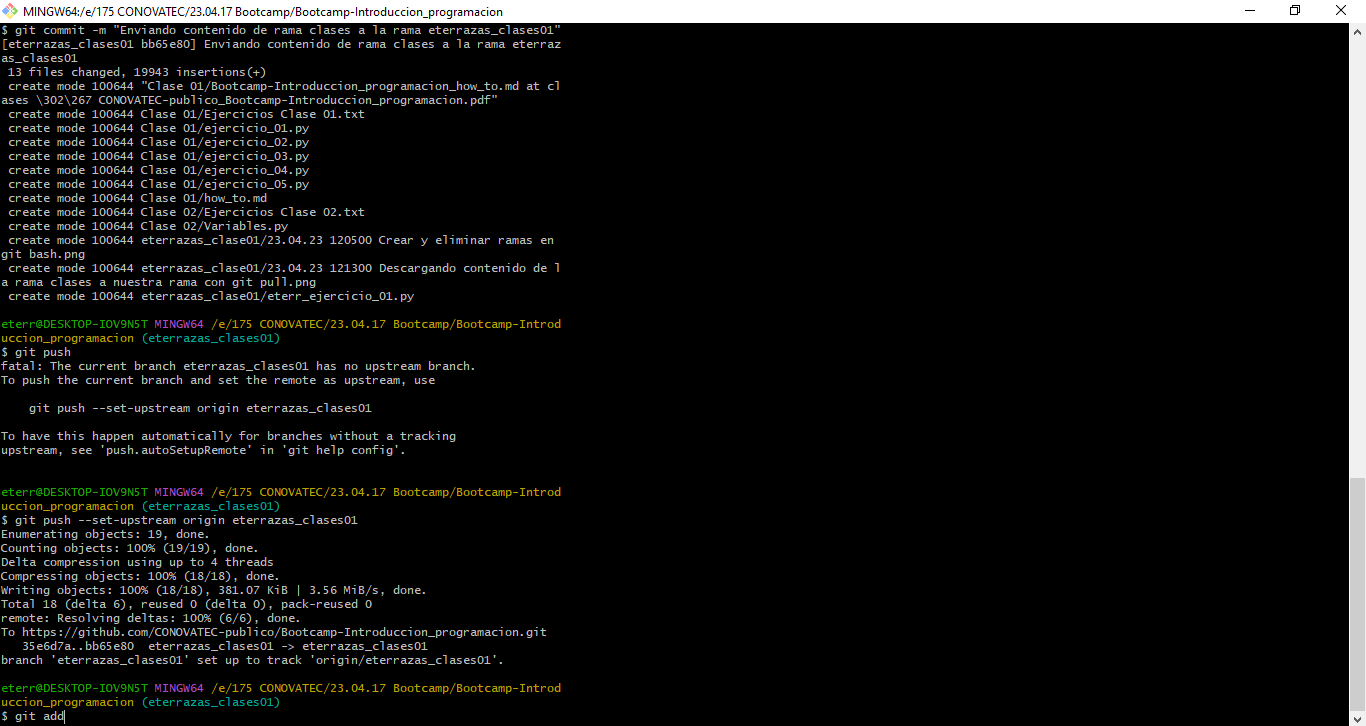 MINGW64:/e/175 CONOVATEC/23.04.17 Bootcamp/Bootcamp-Introduccion_programacion
$ git commit -m "Enviando contenido de rama clases a la rama eterrazas_clases01"
[eterrazas_clases01 bb65e80] Enviando contenido de rama clases a la rama eterraz
as_clases01
 13 files changed, 19943 insertions(+)
 create mode 100644 "Clase 01/Bootcamp-Introduccion_programacion_how_to.md at cl
ases \302\267 CONOVATEC-publico_Bootcamp-Introduccion_programacion.pdf"
 create mode 100644 Clase 01/Ejercicios Clase 01.txt
 create mode 100644 Clase 01/ejercicio_01.py
 create mode 100644 Clase 01/ejercicio_02.py
 create mode 100644 Clase 01/ejercicio_03.py
 create mode 100644 Clase 01/ejercicio_04.py
 create mode 100644 Clase 01/ejercicio_05.py
 create mode 100644 Clase 01/how_to.md
 create mode 100644 Clase 02/Ejercicios Clase 02.txt
 create mode 100644 Clase 02/Variables.py
 create mode 100644 eterrazas_clase01/23.04.23 120500 Crear y eliminar ramas en
git bash.png
 create mode 100644 eterrazas_clase01/23.04.23 121300 Descargando contenido de l
a rama clases a nuestra rama con git pull.png
 create mode 100644 eterrazas_clase01/eterr_ejercicio_01.py

eterr@DESKTOP-IOV9N5T MINGW64 /e/175 CONOVATEC/23.04.17 Bootcamp/Bootcamp-Introd
uccion_programacion (eterrazas_clases01)
$ git push
fatal: The current branch eterrazas_clases01 has no upstream branch.
To push the current branch and set the remote as upstream, use

    git push --set-upstream origin eterrazas_clases01

To have this happen automatically for branches without a tracking
upstream, see 'push.autoSetupRemote' in 'git help config'.

eterr@DESKTOP-IOV9N5T MINGW64 /e/175 CONOVATEC/23.04.17 Bootcamp/Bootcamp-Introd
uccion_programacion (eterrazas_clases01)
$ git push --set-upstream origin eterrazas_clases01
Enumerating objects: 19, done.
Counting objects: 100% (19/19), done.
Delta compression using up to 4 threads
Compressing objects: 100% (18/18), done.
Writing objects: 100% (18/18), 381.07 KiB | 3.56 MiB/s, done.
Total 18 (delta 6), reused 0 (delta 0), pack-reused 0
remote: Resolving deltas: 100% (6/6), done.
To https://github.com/CONOVATEC-publico/Bootcamp-Introduccion_programacion.git
   35e6d7a..bb65e80  eterrazas_clases01 -> eterrazas_clases01
branch 'eterrazas_clases01' set up to track 'origin/eterrazas_clases01'.

eterr@DESKTOP-IOV9N5T MINGW64 /e/175 CONOVATEC/23.04.17 Bootcamp/Bootcamp-Introd
uccion_programacion (eterrazas_clases01)
$ git add